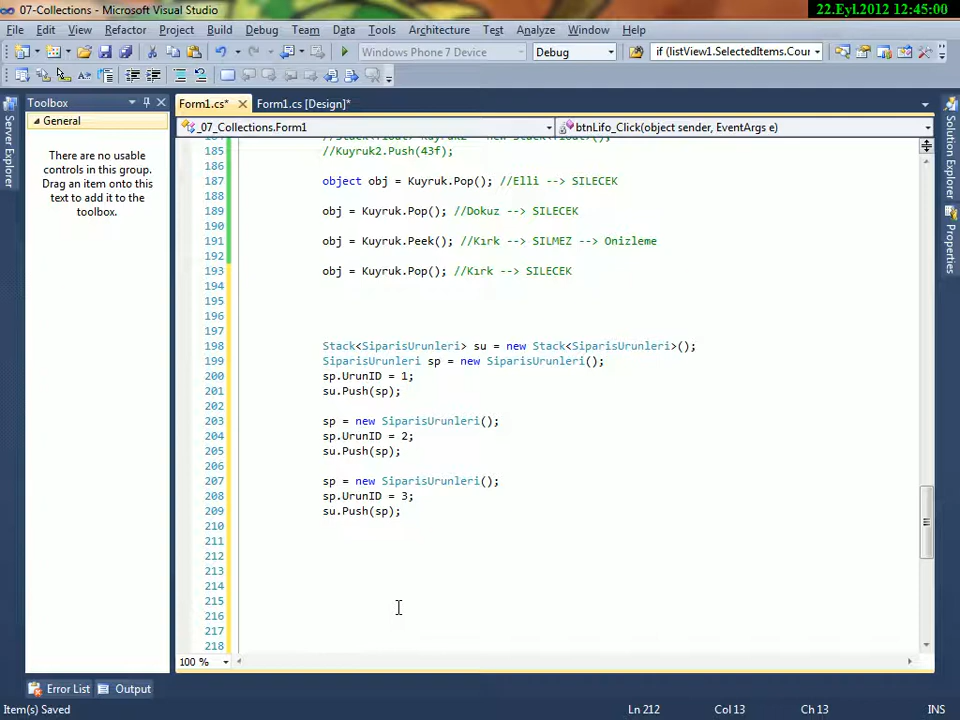 07-Collections - Microsoft Visual Studio
22.Eyl.2012 12:45:00
File Edit View Refactor Project Build Debug Team Data Tools Architecture Test Analyze Window Help
Windows Phone 7 Device
Debug
if (listView1.SelectedItems.Cour
Toolbox
General
There are no usable
controls in this group.
Drag an item onto this
text to add it to the
toolbox.
Server Explorer
Solution Explorer
Properties
Form1.cs*
Form1.cs [Design]*
_07_Collections.Form1
btnLifo_Click(object sender, EventArgs e)
185 //Kuyruk2.Push(43f);
186
187 object obj = Kuyruk.Pop(); //Elli --> SILECEK
188
189 obj = Kuyruk.Pop(); //Dokuz --> SILECEK
190
191 obj = Kuyruk.Peek(); //Kırk --> SILMEZ --> Onizleme
192
193 obj = Kuyruk.Pop(); //Kırk --> SILECEK
194
195
196
197
198 Stack<SiparisUrunleri> su = new Stack<SiparisUrunleri>();
199 SiparisUrunleri sp = new SiparisUrunleri();
200 sp.UrunID = 1;
201 su.Push(sp);
202
203 sp = new SiparisUrunleri();
204 sp.UrunID = 2;
205 su.Push(sp);
206
207 sp = new SiparisUrunleri();
208 sp.UrunID = 3;
209 su.Push(sp);
210
211
212
213
214
215
216
217
218
100 %
Error List
Output
Item(s) Saved
Ln 212
Col 13
Ch 13
INS